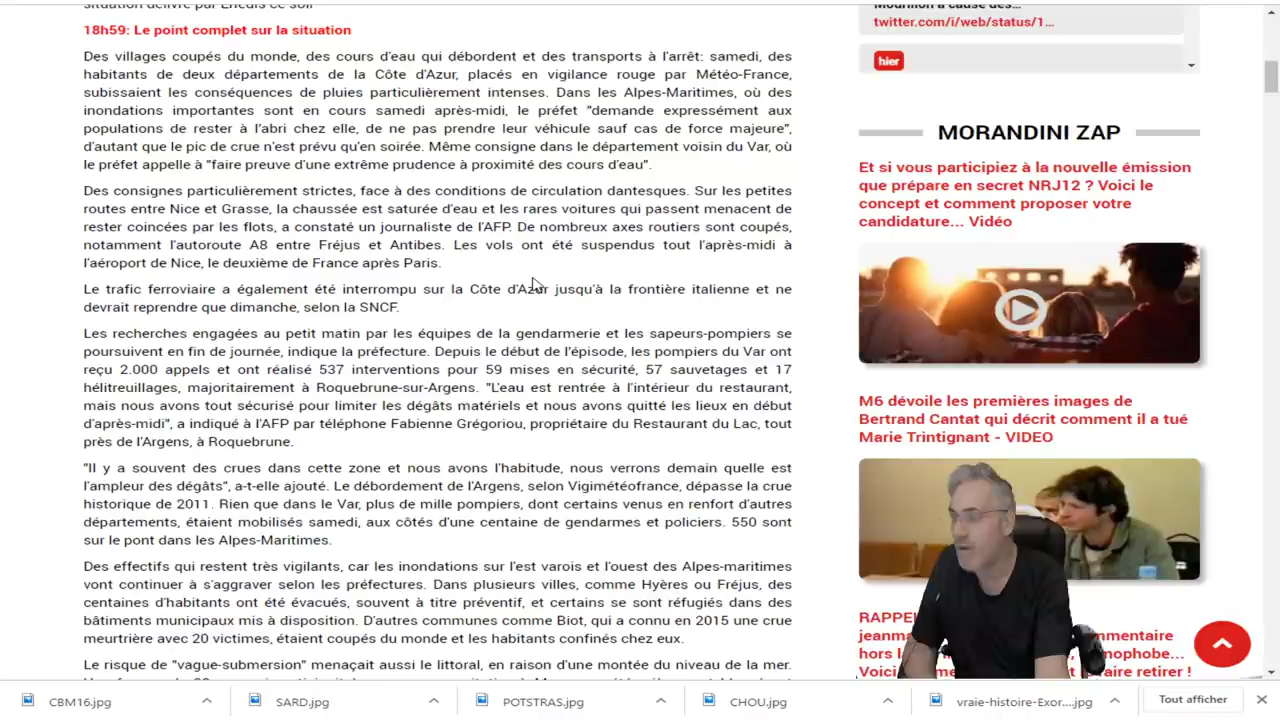 situation délivré par Enedis ce soir
18h59: Le point complet sur la situation
Des villages coupés du monde, des cours d'eau qui débordent et des transports à l'arrêt: samedi, des
habitants de deux départements de la Côte d'Azur, placés en vigilance rouge par Météo-France,
subissaient les conséquences de pluies particulièrement intenses. Dans les Alpes-Maritimes, où des
inondations importantes sont en cours samedi après-midi, le préfet "demande expressément aux
populations de rester à l'abri chez elle, de ne pas prendre leur véhicule sauf cas de force majeure",
d'autant que le pic de crue n'est prévu qu'en soirée. Même consigne dans le département voisin du Var, où
le préfet appelle à "faire preuve d'une extrême prudence à proximité des cours d'eau".
Des consignes particulièrement strictes, face à des conditions de circulation dantesques. Sur les petites
routes entre Nice et Grasse, la chaussée est saturée d'eau et les rares voitures qui passent menacent de
rester coincées par les flots, a constaté un journaliste de l'AFP. De nombreux axes routiers sont coupés,
notamment l'autoroute A8 entre Fréjus et Antibes. Les vols ont été suspendus tout l'après-midi à
l'aéroport de Nice, le deuxième de France après Paris.
Le trafic ferroviaire a également été interrompu sur la Côte d'Azur jusqu'à la frontière italienne et ne
devrait reprendre que dimanche, selon la SNCF.
Les recherches engagées au petit matin par les équipes de la gendarmerie et les sapeurs-pompiers se
poursuivent en fin de journée, indique la préfecture. Depuis le début de l'épisode, les pompiers du Var ont
reçu 2.000 appels et ont réalisé 537 interventions pour 59 mises en sécurité, 57 sauvetages et 17
hélitreuillages, majoritairement à Roquebrune-sur-Argens. "L'eau est rentrée à l'intérieur du restaurant,
mais nous avons tout sécurisé pour limiter les dégâts matériels et nous avons quitté les lieux en début
d'après-midi", a indiqué à l'AFP par téléphone Fabienne Grégoriou, propriétaire du Restaurant du Lac, tout
près de l'Argens, à Roquebrune.
"Il y a souvent des crues dans cette zone et nous avons l'habitude, nous verrons demain quelle est
l'ampleur des dégâts", a-t-elle ajouté. Le débordement de l'Argens, selon Vigimétéofrance, dépasse la crue
historique de 2011. Rien que dans le Var, plus de mille pompiers, dont certains venus en renfort d'autres
départements, étaient mobilisés samedi, aux côtés d'une centaine de gendarmes et policiers. 550 sont
sur le pont dans les Alpes-Maritimes.
Des effectifs qui restent très vigilants, car les inondations sur l'est varois et l'ouest des Alpes-maritimes
vont continuer à s'aggraver selon les préfectures. Dans plusieurs villes, comme Hyères ou Fréjus, des
centaines d'habitants ont été évacués, souvent à titre préventif, et certains se sont réfugiés dans des
bâtiments municipaux mis à disposition. D'autres communes comme Biot, qui a connu en 2015 une crue
meurtrière avec 20 victimes, étaient coupés du monde et les habitants confinés chez eux.
Le risque de "vague-submersion" menaçait aussi le littoral, en raison d'une montée du niveau de la mer.
Mourillon à cause des...
twitter.com/i/web/status/1...
hier
MORANDINI ZAP
Et si vous participiez à la nouvelle émission
que prépare en secret NRJ12 ? Voici le
concept et comment proposer votre
candidature... Vidéo
M6 dévoile les premières images de
Bertrand Cantat qui décrit comment il a tué
Marie Trintignant - VIDEO
RAPPE
jeanma
mmentaire
hors la
mophobe...
Voici
faire retirer !
CBM16.jpg
SARD.jpg
POTSTRAS.jpg
CHOU.jpg
vraie-histoire-Exor....jpg
Tout afficher